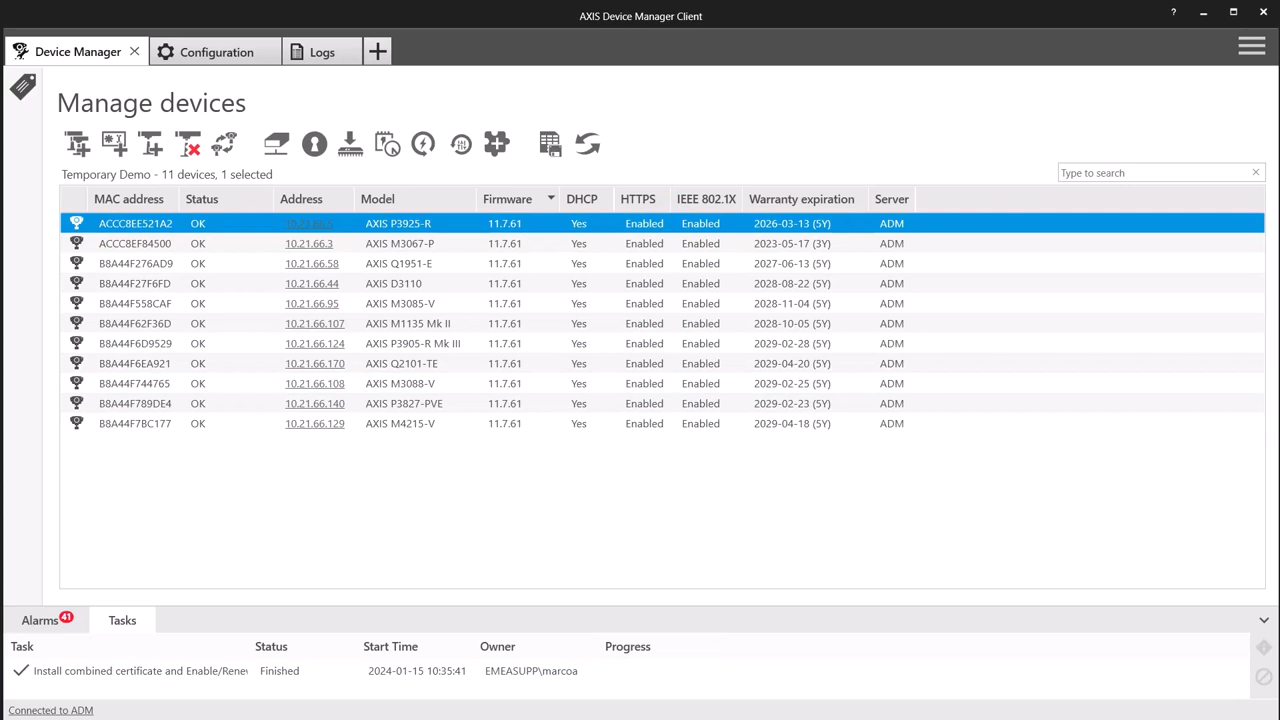 AXIS Device Manager Client
?
Device Manager
Configuration
Logs
Manage devices
Temporary Demo - 11 devices, 1 selected
Type to search
MAC address Status Address Model Firmware DHCP HTTPS IEEE 802.1X Warranty expiration Server
ACCC8EE521A2 OK AXIS P3925-R 11.7.61 Yes Enabled Enabled 2026-03-13 (5Y) ADM
ACCC8EF84500 OK 10.21.66.3 AXIS M3067-P 11.7.61 Yes Enabled Enabled 2023-05-17 (3Y) ADM
B8A44F276AD9 OK 10.21.66.58 AXIS Q1951-E 11.7.61 Yes Enabled Enabled 2027-06-13 (5Y) ADM
B8A44F27F6FD OK 10.21.66.44 AXIS D3110 11.7.61 Yes Enabled Enabled 2028-08-22 (5Y) ADM
B8A44F558CAF OK 10.21.66.95 AXIS M3085-V 11.7.61 Yes Enabled Enabled 2028-11-04 (5Y) ADM
B8A44F62F36D OK 10.21.66.107 AXIS M1135 Mk II 11.7.61 Yes Enabled Enabled 2028-10-05 (5Y) ADM
B8A44F6D9529 OK 10.21.66.124 AXIS P3905-R Mk III 11.7.61 Yes Enabled Enabled 2029-02-28 (5Y) ADM
B8A44F6EA921 OK 10.21.66.170 AXIS Q2101-TE 11.7.61 Yes Enabled Enabled 2029-04-20 (5Y) ADM
B8A44F744765 OK 10.21.66.108 AXIS M3088-V 11.7.61 Yes Enabled Enabled 2029-02-25 (5Y) ADM
B8A44F789DE4 OK 10.21.66.140 AXIS P3827-PVE 11.7.61 Yes Enabled Enabled 2029-02-23 (5Y) ADM
B8A44F7BC177 OK 10.21.66.129 AXIS M4215-V 11.7.61 Yes Enabled Enabled 2029-04-18 (5Y) ADM
Alarms 41 Tasks
Task Status Start Time Owner Progress
Install combined certificate and Enable/Renev Finished 2024-01-15 10:35:41 EMEASUPP\marcoa
Connected to ADM